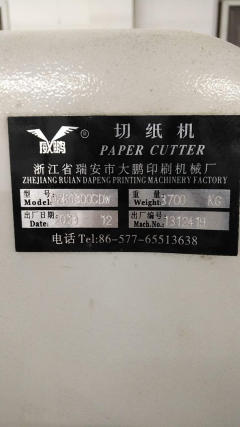 威鹏 ®
切纸机
PAPER CUTTER
浙江省瑞安市大鹏印刷机械厂
ZHEJIANG RUIAN DAPENG PRINTING MACHINERY FACTORY
型号: 重量:
Model: Weight: 3700 KG
出厂日期: 出厂编号:
Date: 12 Mach.No.:
电话 Tel:86-577-65513638